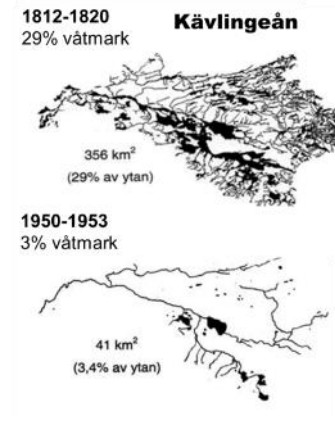 1812-1820
Kävlingeån
29% våtmark
356 km²
(29% av ytan)
1950-1953
3% våtmark
41 km²
(3,4% av ytan)